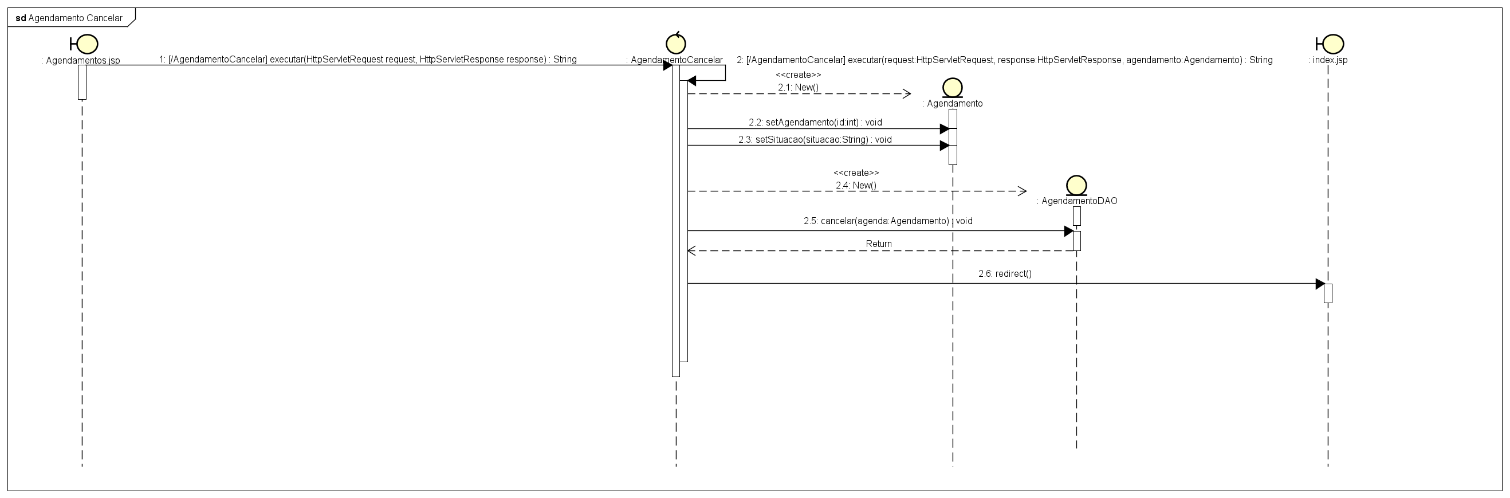 sd Agendamento Cancelar
: Agendamentos.jsp
AgendamentoCancelar
: index.jsp
1: [/AgendamentoCancelar] executar(HttpServletRequest request, HttpServletResponse response) : String
2: [/AgendamentoCancelar] executar(request:HttpServletRequest, response:HttpServletResponse, agendamento:Agendamento) : String
<<create>>
2.1: New()
: Agendamento
2.2: setAgendamento(id:int) : void
2.3: setSituacao(situacao:String) : void
<<create>>
2.4: New()
: AgendamentoDAO
2.5: cancelar(agenda:Agendamento) : void
Return
2.6: redirect()